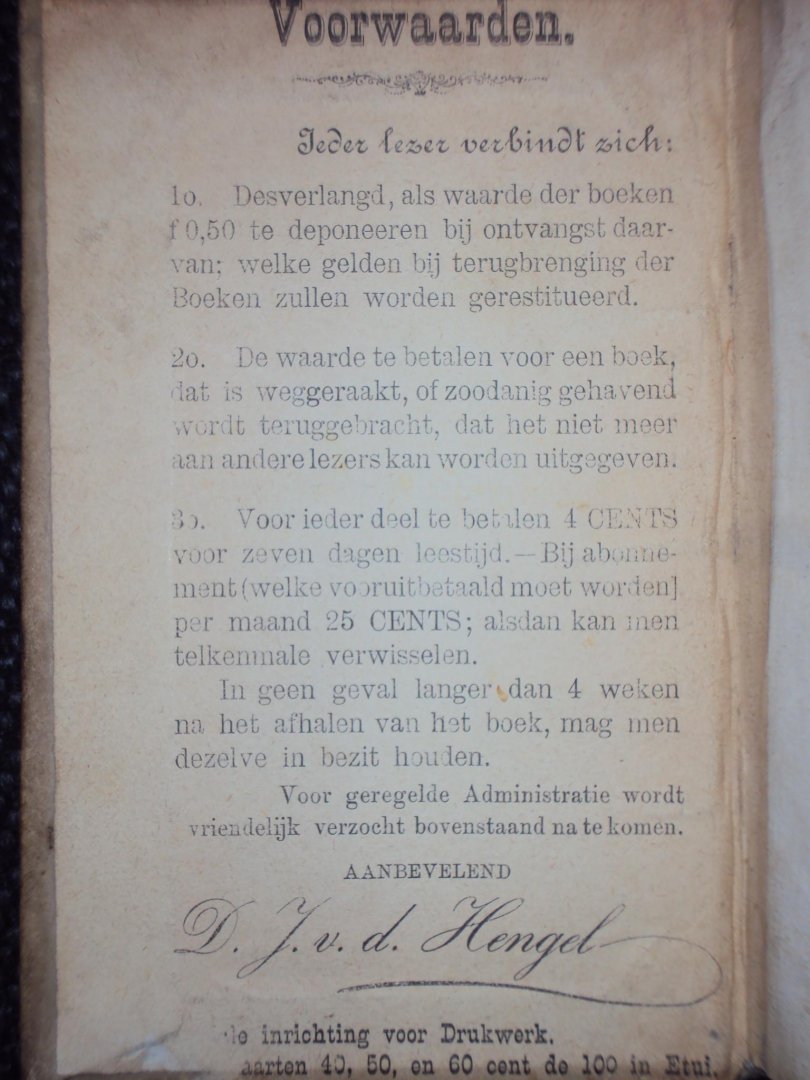 Voorwaarden.
Ieder lezer verbindt zich:
1o. Desverlangd, als waarde der boeken
f 0,50 te deponeeren bij ontvangst daar-
van; welke gelden bij terugbrenging der
Boeken zullen worden gerestitueerd.
2o. De waarde te betalen voor een boek,
dat is weggeraakt, of zoodanig gehavend
wordt teruggebracht, dat het niet meer
aan andere lezers kan worden uitgegeven.
3o. Voor ieder deel te betalen 4 CENTS
voor zeven dagen leestijd.—Bij abonne-
ment (welke vooruitbetaald moet worden]
per maand 25 CENTS; alsdan kan men
telkenmale verwisselen.
In geen geval langer dan 4 weken
na het afhalen van het boek, mag men
dezelve in bezit houden.
Voor geregelde Administratie wordt
vriendelijk verzocht bovenstaand na te komen.
AANBEVELEND
D. J. v. d. Hengel
inrichting voor Drukwerk.
aarten 40, 50, en 60 cent de 100 in Etui.